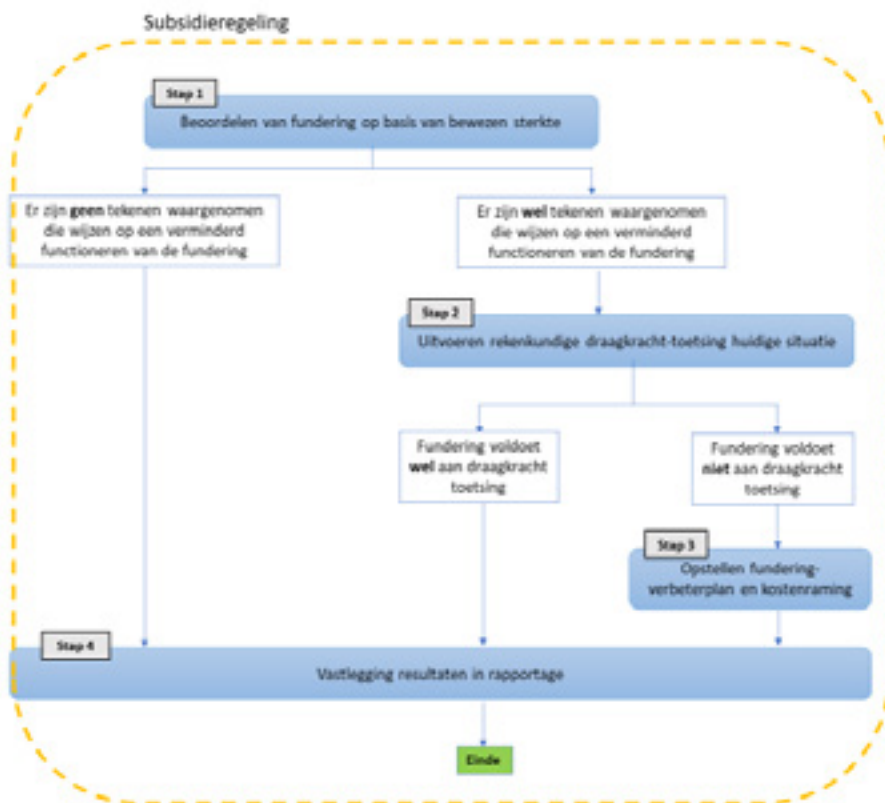 Subsidieregeling
Stap 1
Beoordelen van fundering op basis van bewezen sterkte
Er zijn geen tekenen waargenomen
die wijzen op een verminderd
functioneren van de fundering
Er zijn wel tekenen waargenomen
die wijzen op een verminderd
functioneren van de fundering
Stap 2
Uitvoeren rekenkundige draagkracht-toetsing huidige situatie
Fundering voldoet
wel aan draagkracht
toetsing
Fundering voldoet
niet aan draagkracht
toetsing
Stap 3
Opstellen fundering-
verbeterplan en kostenraming
Stap 4
Vastlegging resultaten in rapportage
Einde